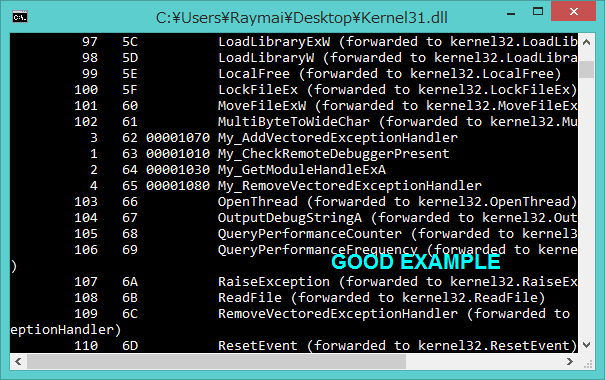 C:¥Users¥Raymai¥Desktop¥Kernel31.dll
97 5C LoadLibraryExW (forwarded to kernel32.LoadLib
98 5D LoadLibraryW (forwarded to kernel32.LoadLibra
99 5E LocalFree (forwarded to kernel32.LocalFree)
100 5F LockFileEx (forwarded to kernel32.LockFileEx)
101 60 MoveFileExW (forwarded to kernel32.MoveFileEx
102 61 MultiByteToWideChar (forwarded to kernel32.Mu
3 62 00001070 My_AddVectoredExceptionHandler
1 63 00001010 My_CheckRemoteDebuggerPresent
2 64 00001030 My_GetModuleHandleExA
4 65 00001080 My_RemoveVectoredExceptionHandler
103 66 OpenThread (forwarded to kernel32.OpenThread)
104 67 OutputDebugStringA (forwarded to kernel32.Out
105 68 QueryPerformanceCounter (forwarded to kernel3
106 69 QueryPerformanceFrequency (forwarded to kerne
)
GOOD EXAMPLE
107 6A RaiseException (forwarded to kernel32.RaiseEx
108 6B ReadFile (forwarded to kernel32.ReadFile)
109 6C RemoveVectoredExceptionHandler (forwarded to
eptionHandler)
110 6D ResetEvent (forwarded to kernel32.ResetEvent)